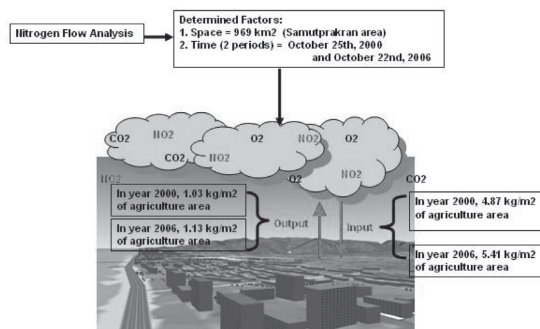 Nitrogen Flow Analysis
Determined Factors:
1. Space = 969 km2 (Samutprakran area)
2. Time (2 periods) = October 25th, 2000
and October 22nd, 2006
CO2
NO2
O2
NO2
O2
CO2
NO2
NO2
O2
CO2
In year 2000, 1.03 kg/m2
of agriculture area
In year 2006, 1.13 kg/m2
of agriculture area
Output
Input
In year 2000, 4.87 kg/m2
of agriculture area
In year 2006, 5.41 kg/m2
of agriculture area